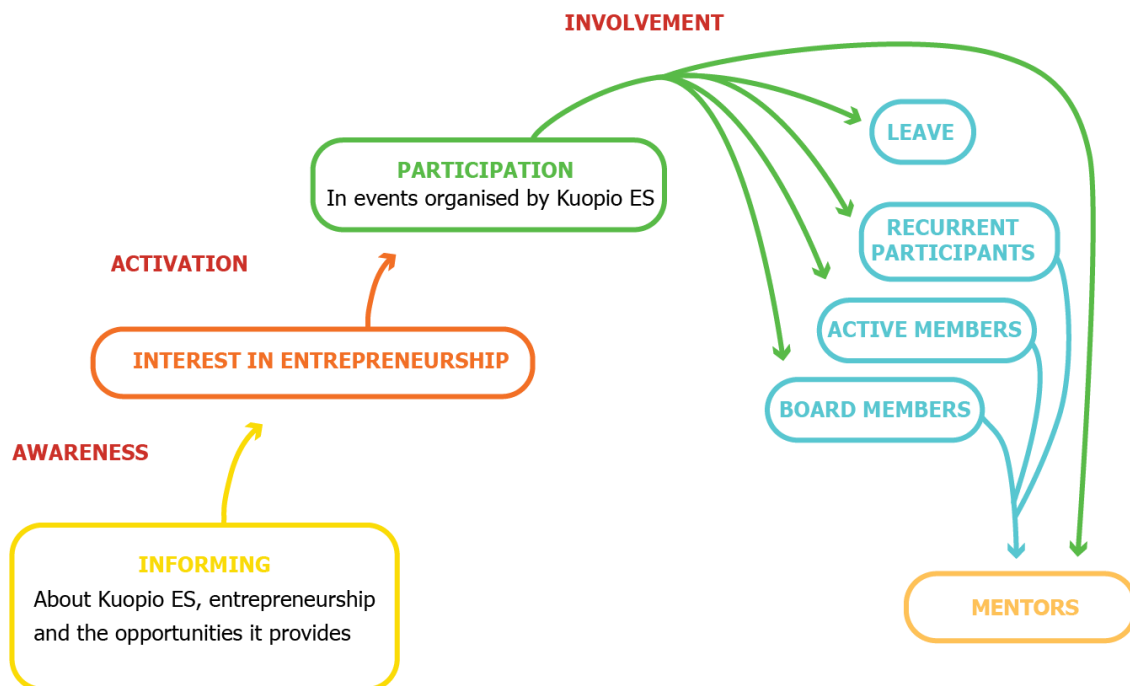 INVOLVEMENT
LEAVE
PARTICIPATION
In events organised by Kuopio ES
RECURRENT
PARTICIPANTS
ACTIVATION
ACTIVE MEMBERS
INTEREST IN ENTREPRENEURSHIP
BOARD MEMBERS
AWARENESS
INFORMING
About Kuopio ES, entrepreneurship
and the opportunities it provides
MENTORS